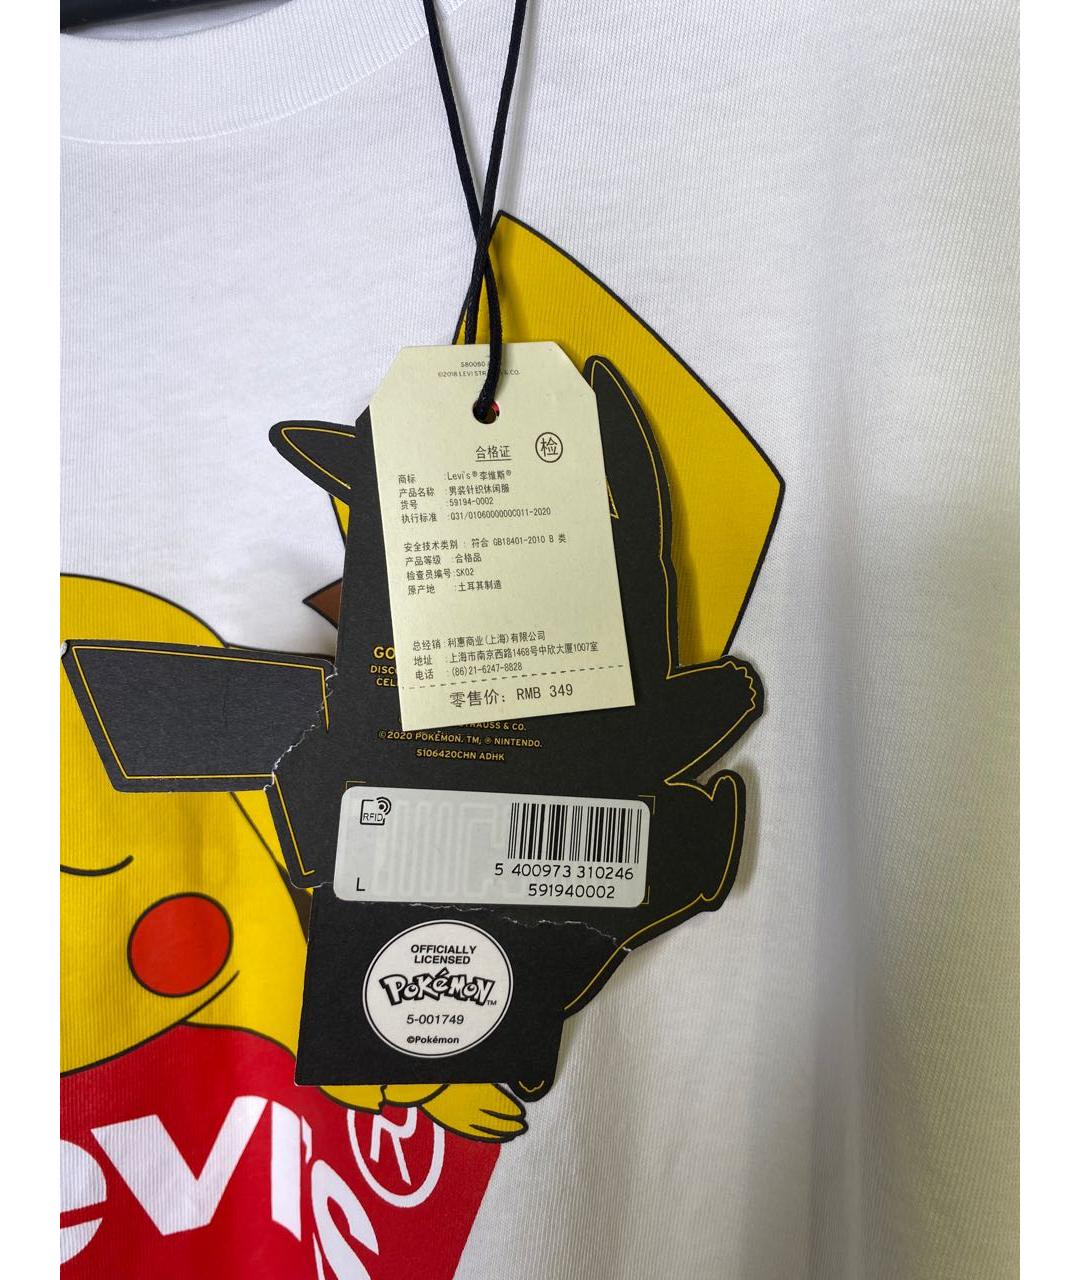 ©2018 LEVI STR & CO.
合格证 检
商标 :Levi's®李维斯®
产品名称 :男装针织休闲服
货号 :59194-0002
执行标准 :Q31/0106000000C011-2020
安全技术类别 : 符合 GB18401-2010 B 类
产品等级 :合格品
检查员编号:SK02
原产地 :土耳其制造
总经销:利惠商业(上海)有限公司
地址 :上海市南京西路1468号中欣大厦1007室
电话 :(86)21-6247-8828
零售价: RMB 349
GO
DISC
CEL
TRAUSS & CO.
©2020 POKÉMON. TM, ® NINTENDO.
S106420CHN ADHK
RFID
5 400973 310246
L 591940002
OFFICIALLY
LICENSED
POKéMON™
5-001749
©Pokémon
evi's®